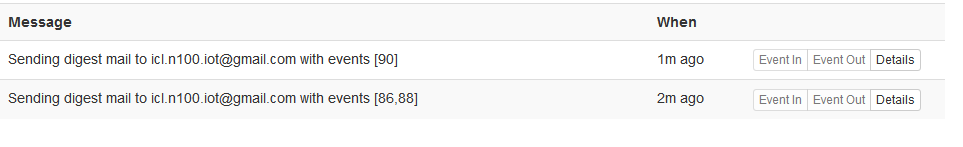 Message When
Sending digest mail to icl.n100.iot@gmail.com with events [90] 1m ago Event In Event Out Details
Sending digest mail to icl.n100.iot@gmail.com with events [86,88] 2m ago Event In Event Out Details